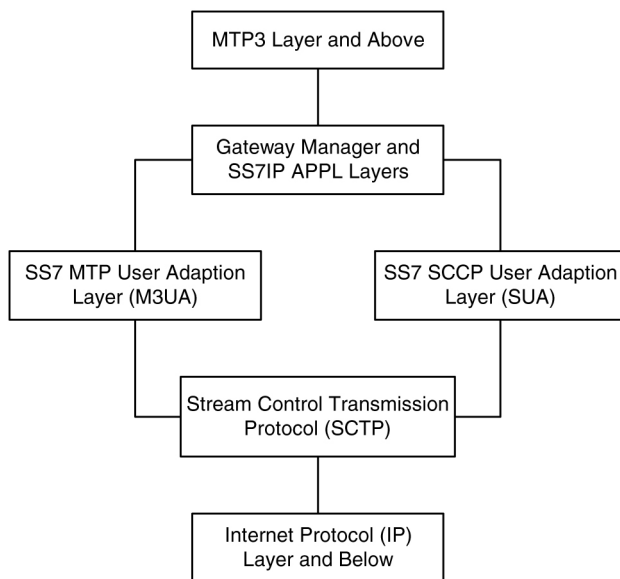 MTP3 Layer and Above
Gateway Manager and
SS7IP APPL Layers
SS7 MTP User Adaption
Layer (M3UA)
SS7 SCCP User Adaption
Layer (SUA)
Stream Control Transmission
Protocol (SCTP)
Internet Protocol (IP)
Layer and Below